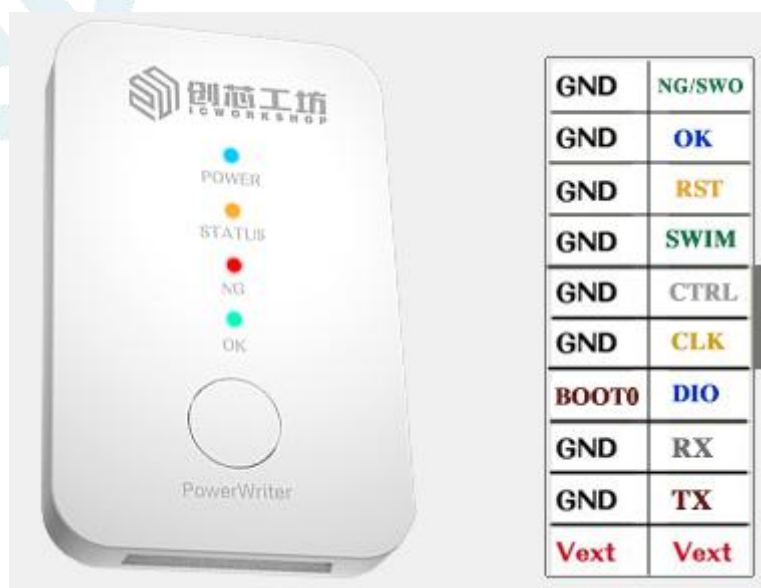 创芯工坊
ICWORKSHOP
POWER
STATUS
NG
OK
PowerWriter
GND NG/SWO
GND OK
GND RST
GND SWIM
GND CTRL
GND CLK
BOOT0 DIO
GND RX
GND TX
Vext Vext